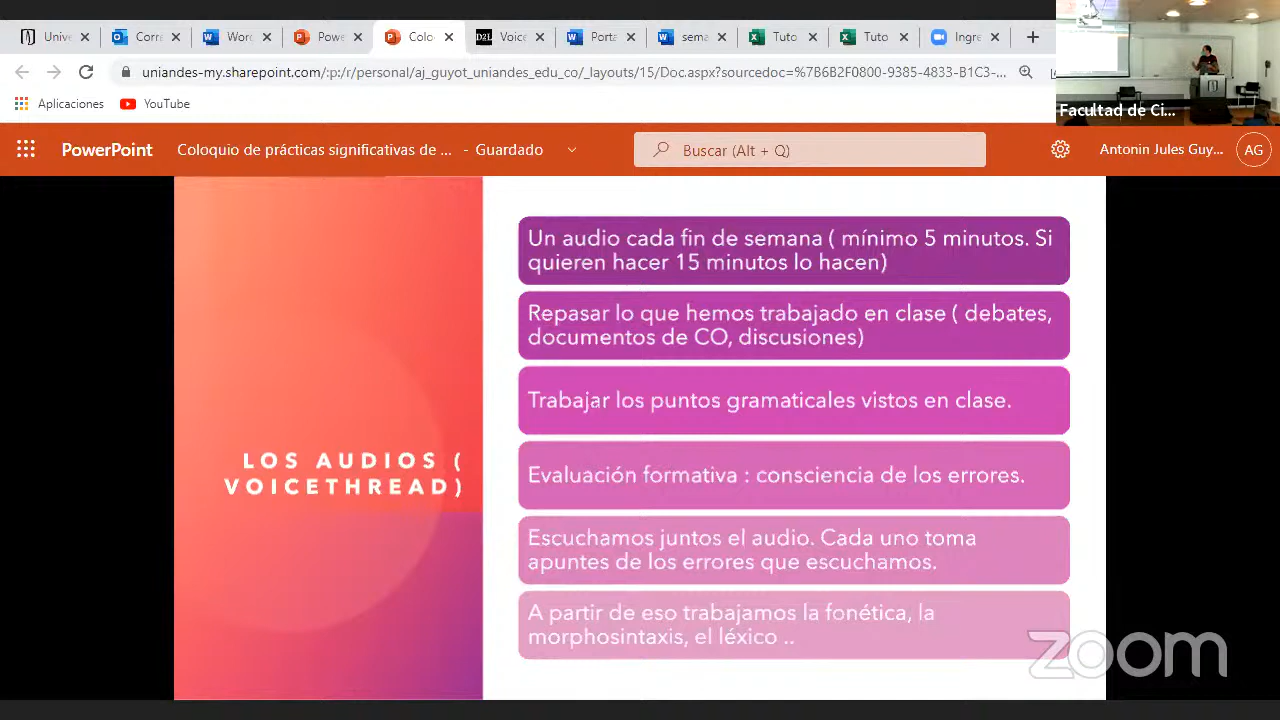 Unive
Corre
Word
Powe
Colo
D2L
Voice
Porta
sema
Tuto
Tuto
Ingre
uniandes-my.sharepoint.com/:p:/r/personal/aj_guyot_uniandes_edu_co/_layouts/15/Doc.aspx?sourcedoc=%7B6B2F0800-9385-4833-B1C3-...
Aplicaciones
YouTube
Facultad de Ci...
PowerPoint
Coloquio de prácticas significativas de ... - Guardado
Buscar (Alt + Q)
Antonin Jules Guy...
AG
LOS AUDIOS (
VOICETHREAD)
Un audio cada fin de semana ( mínimo 5 minutos. Si
quieren hacer 15 minutos lo hacen)
Repasar lo que hemos trabajado en clase ( debates,
documentos de CO, discusiones)
Trabajar los puntos gramaticales vistos en clase.
Evaluación formativa : consciencia de los errores.
Escuchamos juntos el audio. Cada uno toma
apuntes de los errores que escuchamos.
A partir de eso trabajamos la fonética, la
morphosintaxis, el léxico ..
zoom